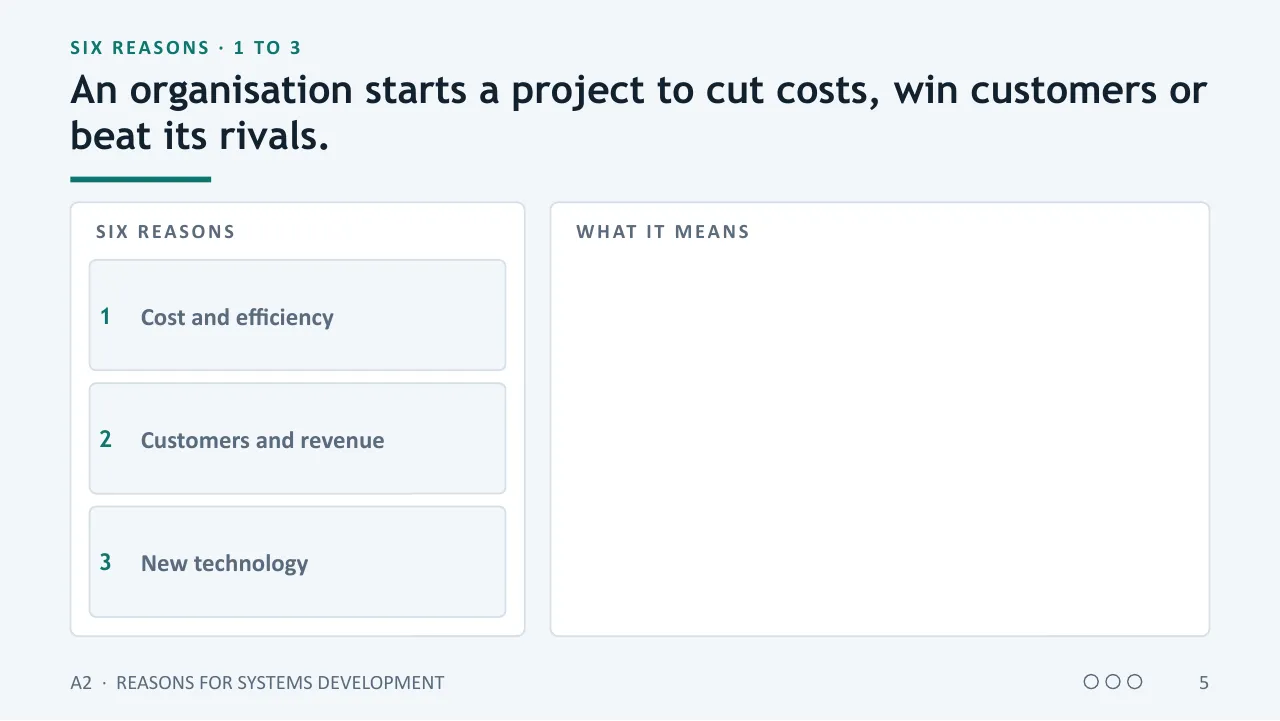 SIX REASONS · 1 TO 3
An organisation starts a project to cut costs, win customers or
beat its rivals.
SIX REASONS
1 Cost and efficiency
2 Customers and revenue
3 New technology
WHAT IT MEANS
A2 · REASONS FOR SYSTEMS DEVELOPMENT
5